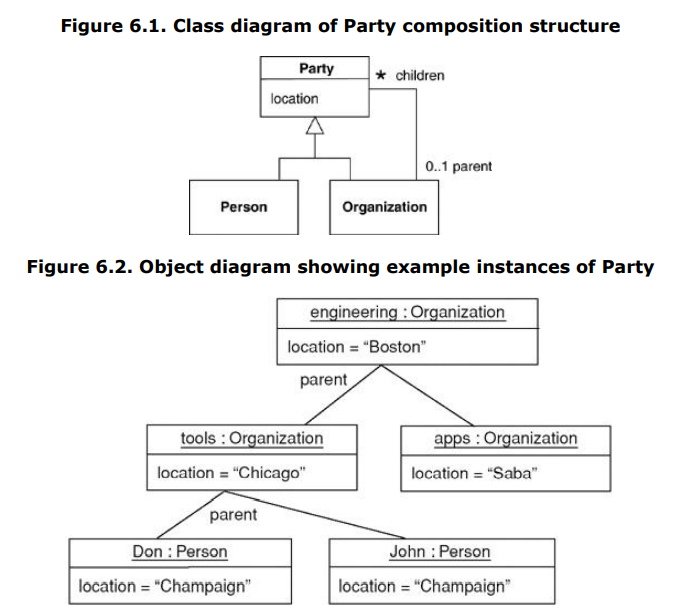 Figure 6.1. Class diagram of Party composition structure
Party
* children
location
0..1 parent
Person
Organization
Figure 6.2. Object diagram showing example instances of Party
engineering : Organization
location = “Boston”
parent
tools : Organization
apps : Organization
location = “Chicago”
location = “Saba”
parent
Don : Person
John : Person
location = “Champaign”
location = “Champaign”